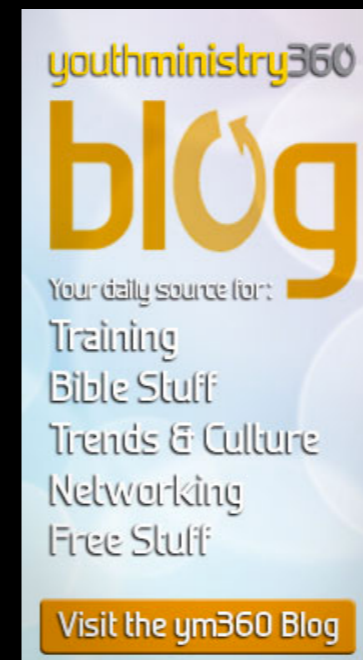 youthministry360
blog
Your daily source for:
Training
Bible Stuff
Trends & Culture
Networking
Free Stuff
Visit the ym360 Blog